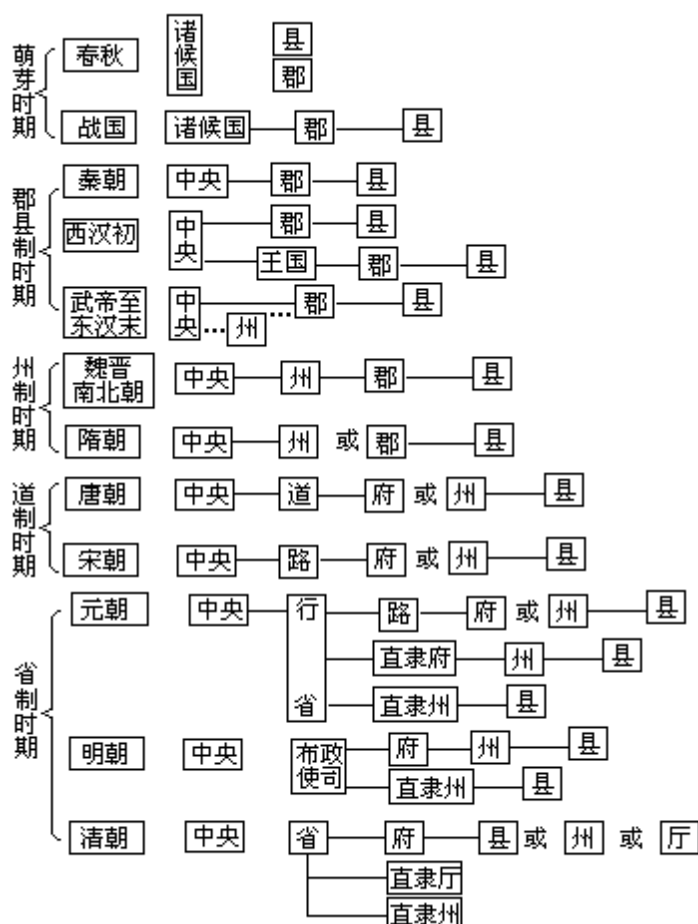 萌芽时期
春秋 诸候国 县
郡
战国 诸候国 郡 县
郡县制时期
秦朝 中央 郡 县
西汉初 中央 郡 县
王国 郡 县
武帝至东汉末 中央 … 州 … 郡 县
州制时期
魏晋南北朝 中央 州 郡 县
隋朝 中央 州 或 郡 县
道制时期
唐朝 中央 道 府 或 州 县
宋朝 中央 路 府 或 州 县
省制时期
元朝 中央 行省 路 府 或 州 县
直隶府 州 县
直隶州 县
明朝 中央 布政使司 府 州 县
直隶州 县
清朝 中央 省 府 县 或 州 或 厅
直隶厅
直隶州